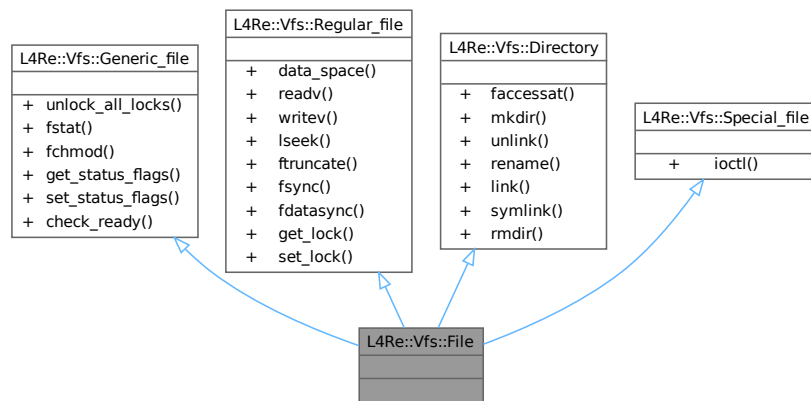 L4Re::Vfs::Generic_file
+ unlock_all_locks()
+ fstat()
+ fchmod()
+ get_status_flags()
+ set_status_flags()
+ check_ready()
L4Re::Vfs::Regular_file
+ data_space()
+ readv()
+ writev()
+ lseek()
+ ftruncate()
+ fsync()
+ fdatasync()
+ get_lock()
+ set_lock()
L4Re::Vfs::Directory
+ faccessat()
+ mkdir()
+ unlink()
+ rename()
+ link()
+ symlink()
+ rmdir()
L4Re::Vfs::Special_file
+ ioctl()
L4Re::Vfs::File